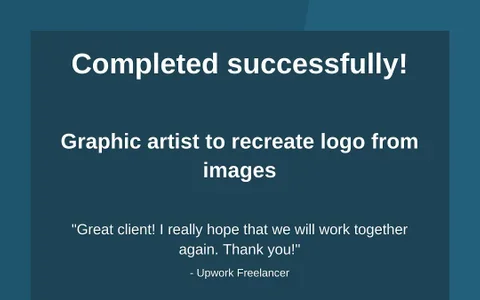 Completed successfully!
Graphic artist to recreate logo from
images
"Great client! I really hope that we will work together
again. Thank you!"
- Upwork Freelancer